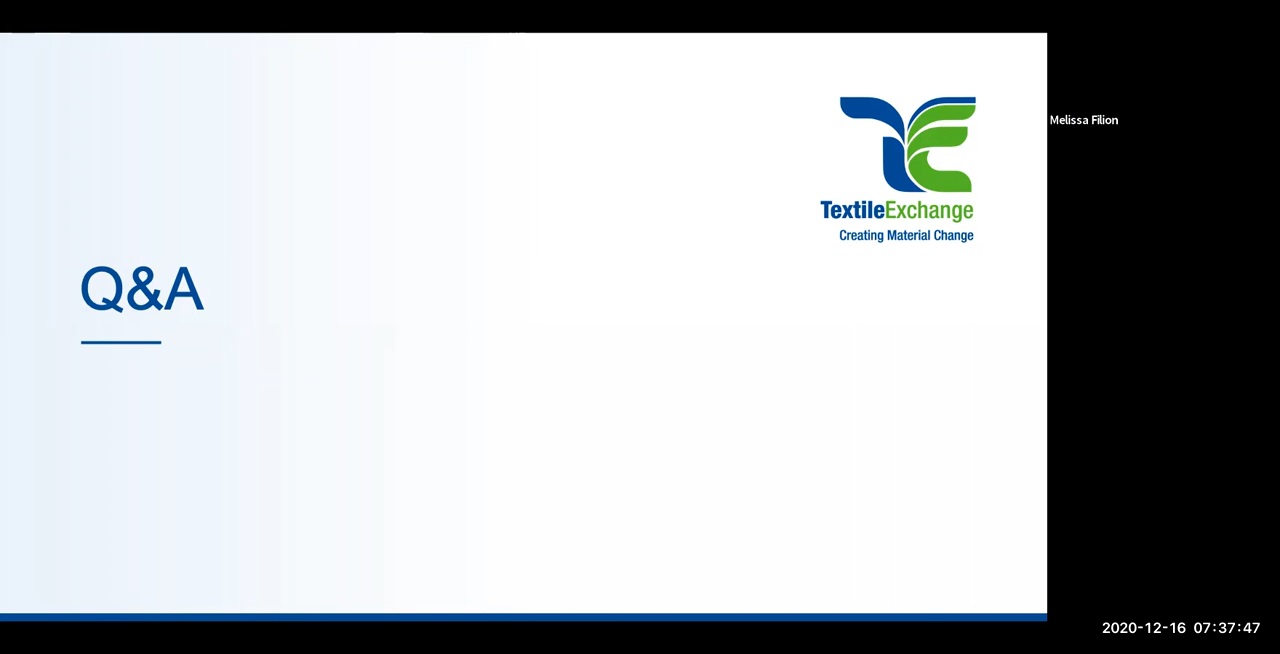 TextileExchange
Creating Material Change
Melissa Filion
Q&A
2020-12-16 07:37:47